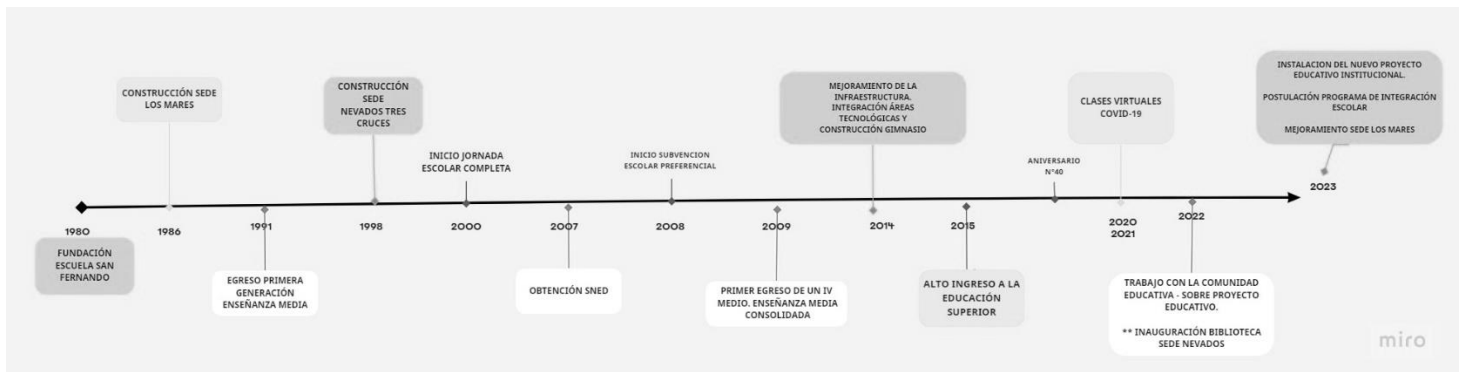 CONSTRUCCIÓN SEDE
LOS MARES
CONSTRUCCIÓN
SEDE
NEVADOS TRES
CRUCES
INICIO JORNADA
ESCOLAR COMPLETA
INICIO SUBVENCION
ESCOLAR PREFERENCIAL
MEJORAMIENTO DE LA
INFRAESTRUCTURA.
INTEGRACIÓN ÁREAS
TECNOLÓGICAS Y
CONSTRUCCIÓN GIMNASIO
ANIVERSARIO
N°40
CLASES VIRTUALES
COVID-19
INSTALACION DEL NUEVO PROYECTO
EDUCATIVO INSTITUCIONAL.
POSTULACIÓN PROGRAMA DE INTEGRACIÓN
ESCOLAR
MEJORAMIENTO SEDE LOS MARES
2023
1980
1986
1991
1998
2000
2007
2008
2009
2014
2015
2020
2021
2022
FUNDACIÓN
ESCUELA SAN
FERNANDO
EGRESO PRIMERA
GENERACIÓN
ENSEÑANZA MEDIA
OBTENCIÓN SNED
PRIMER EGRESO DE UN IV
MEDIO. ENSEÑANZA MEDIA
CONSOLIDADA
ALTO INGRESO A LA
EDUCACIÓN
SUPERIOR
TRABAJO CON LA COMUNIDAD
EDUCATIVA - SOBRE PROYECTO
EDUCATIVO.
** INAUGURACIÓN BIBLIOTECA
SEDE NEVADOS
miro